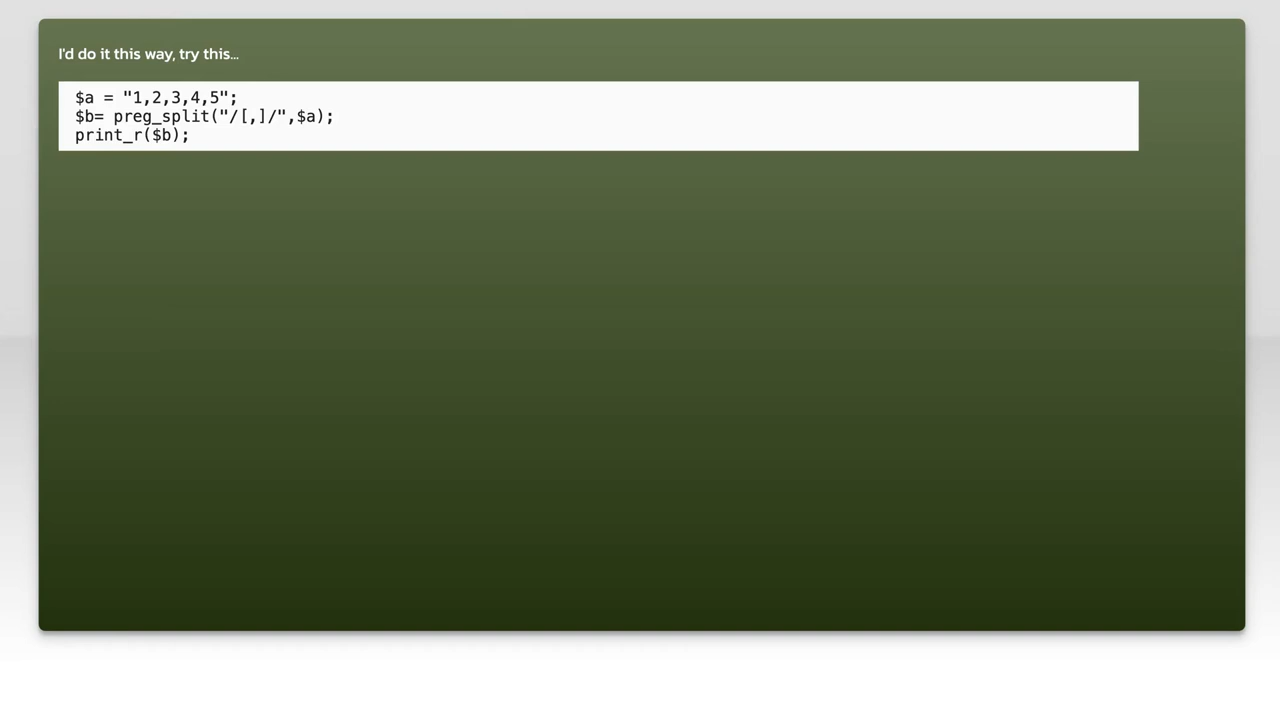 I'd do it this way, try this...
$a = "1,2,3,4,5";
$b= preg_split("/[,]/",$a);
print_r($b);